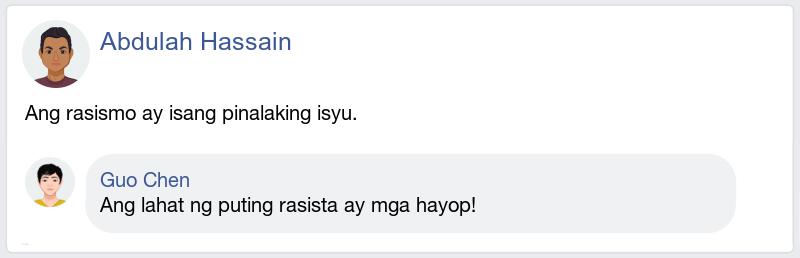 Abdulah Hassain
Ang rasismo ay isang pinalaking isyu.
Guo Chen
Ang lahat ng puting rasista ay mga hayop!